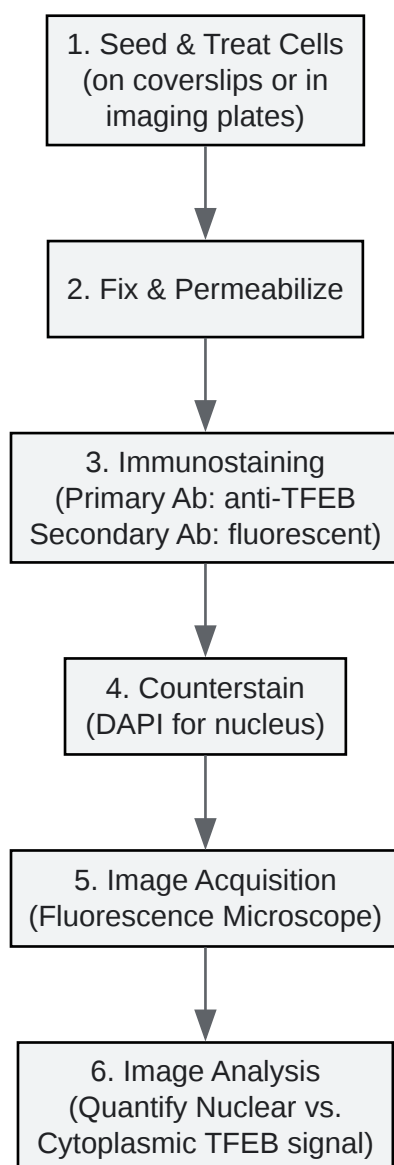 1. Seed & Treat Cells
(on coverslips or in
imaging plates)
2. Fix & Permeabilize
3. Immunostaining
(Primary Ab: anti-TFEB
Secondary Ab: fluorescent)
4. Counterstain
(DAPI for nucleus)
5. Image Acquisition
(Fluorescence Microscope)
6. Image Analysis
(Quantify Nuclear vs.
Cytoplasmic TFEB signal)